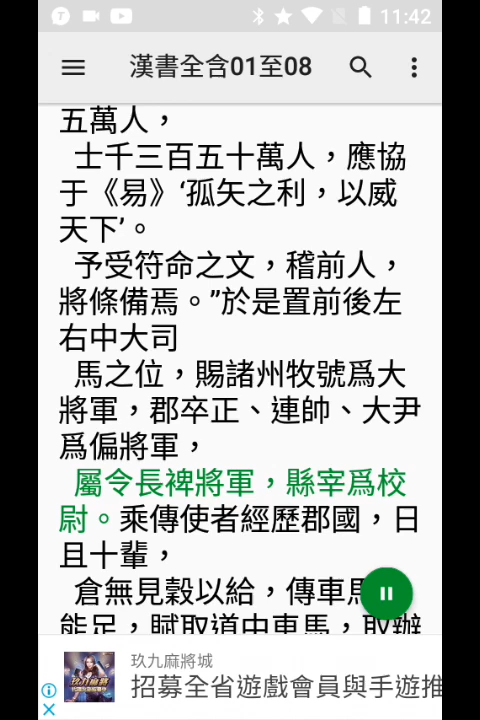 11:42
漢書全含01至08
五萬人，
士千三百五十萬人，應協
于《易》‘孤矢之利，以威
天下’。
予受符命之文，稽前人，
將條備焉。”於是置前後左
右中大司
馬之位，賜諸州牧號爲大
將軍，郡卒正、連帥、大尹
爲偏將軍，
屬令長裨將軍，縣宰爲校
尉。乘傳使者經歷郡國，日
且十輩，
倉無見穀以給，傳車馬
能足，賦取道中車馬，取辦
玖九麻將城
招募全省遊戲會員與手遊推